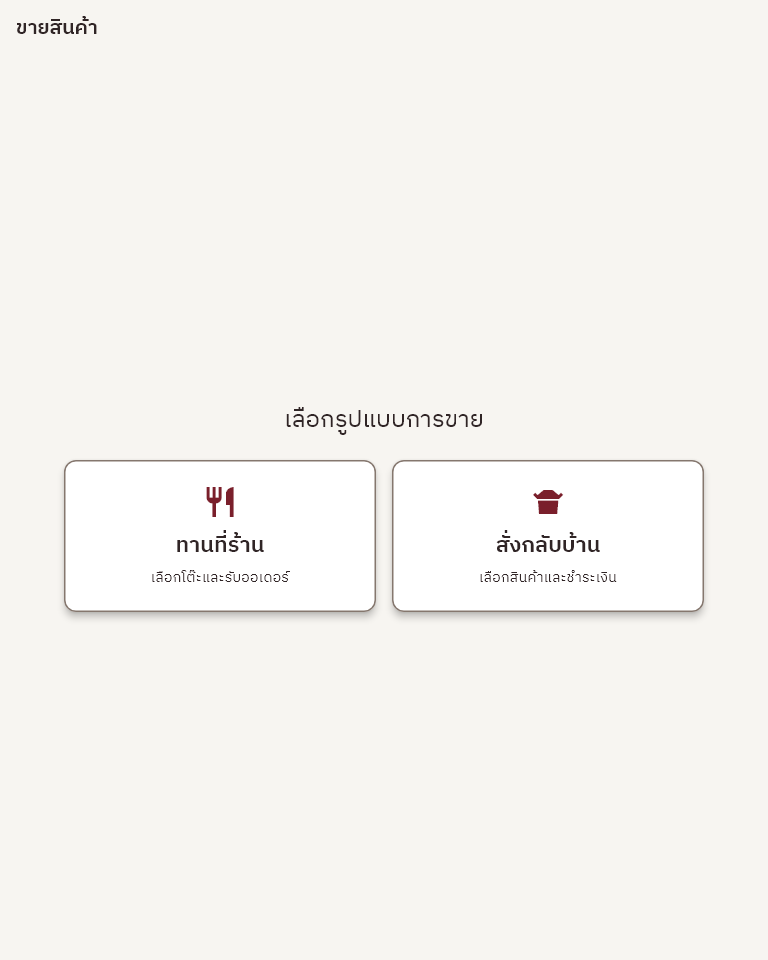 ขายสินค้า
เลือกรูปแบบการขาย
ทานที่ร้าน
เลือกโต๊ะและรับออเดอร์
สั่งกลับบ้าน
เลือกสินค้าและชำระเงิน